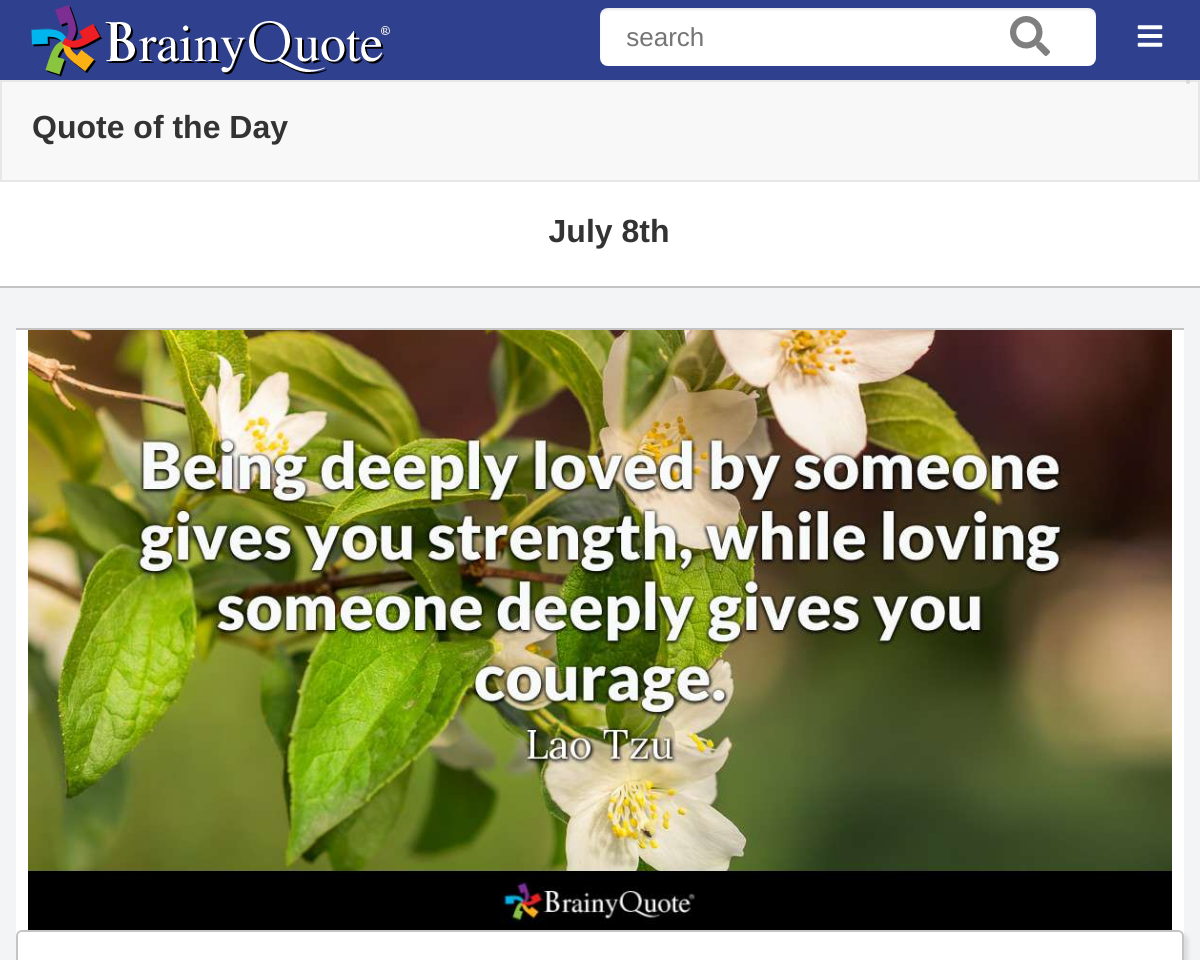 BrainyQuote®
search
Quote of the Day
July 8th
Being deeply loved by someone
gives you strength, while loving
someone deeply gives you
courage.
Lao Tzu
BrainyQuote®